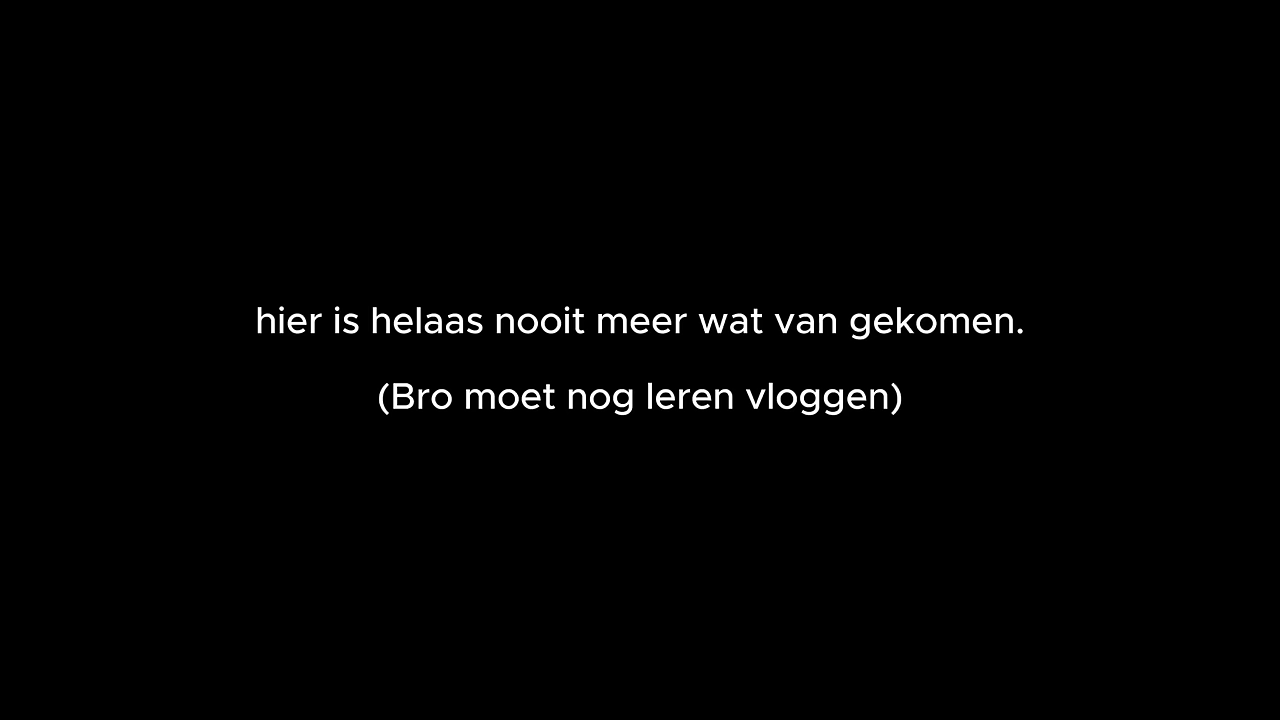 hier is helaas nooit meer wat van gekomen.
(Bro moet nog leren vloggen)